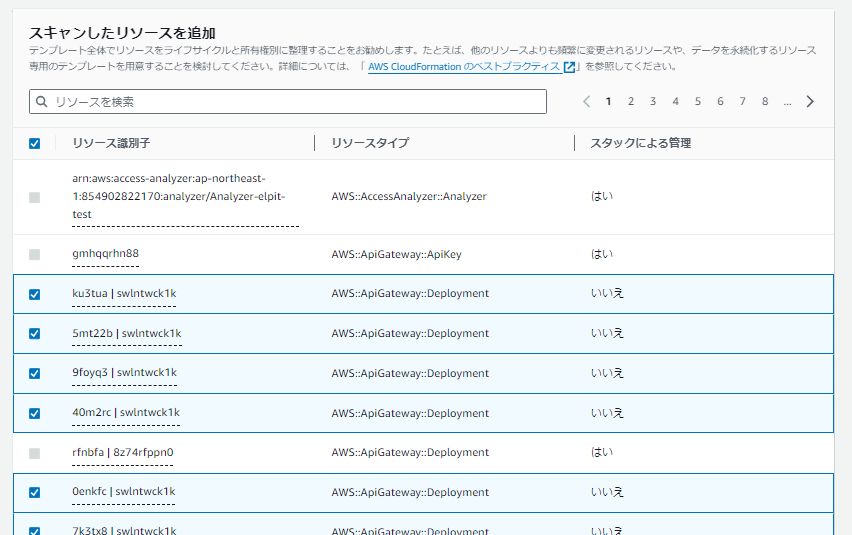 スキャンしたリソースを追加
テンプレート全体でリソースをライフサイクルと所有権別に整理することをお勧めします。たとえば、他のリソースよりも頻繁に変更されるリソースや、データを永続化するリソース
専用のテンプレートを用意することを検討してください。詳細については、「 AWS CloudFormation のベストプラクティス 」を参照してください。
リソースを検索
1 2 3 4 5 6 7 8 ...
リソース識別子 リソースタイプ スタックによる管理
arn:aws:access-analyzer:ap-northeast-
1:854902822170:analyzer/Analyzer-elpit-
test
AWS::AccessAnalyzer::Analyzer はい
gmhqqrhn88 AWS::ApiGateway::ApiKey はい
ku3tua | swlntwck1k AWS::ApiGateway::Deployment いいえ
5mt22b | swlntwck1k AWS::ApiGateway::Deployment いいえ
9foyq3 | swlntwck1k AWS::ApiGateway::Deployment いいえ
40m2rc | swlntwck1k AWS::ApiGateway::Deployment いいえ
rfnbfa | 8z74rfppn0 AWS::ApiGateway::Deployment はい
0enkfc | swlntwck1k AWS::ApiGateway::Deployment いいえ
7k3tx8 | swlntwck1k AWS::ApiGateway::Deployment いいえ